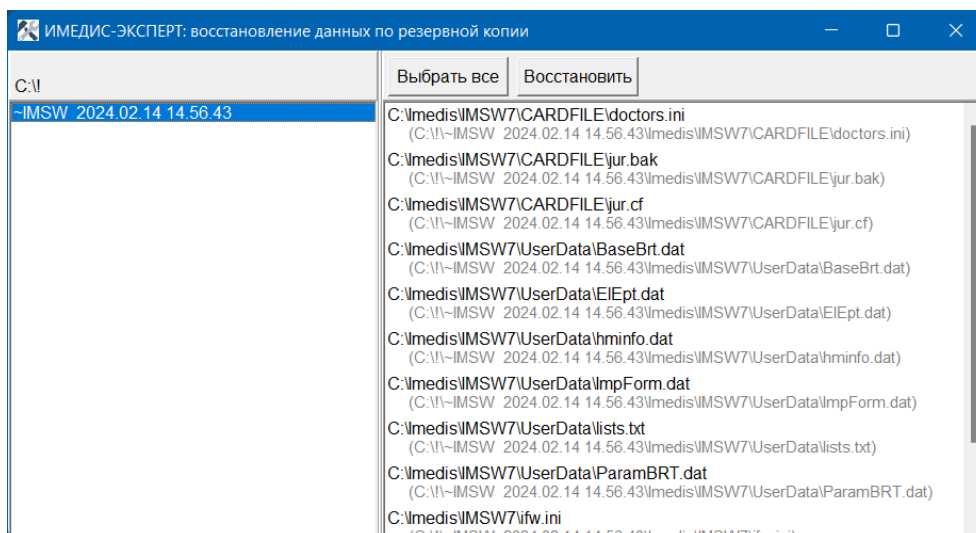 ИМЕДИС-ЭКСПЕРТ: восстановление данных по резервной копии
C:\!
Выбрать все Восстановить
~IMSW 2024.02.14 14.56.43
C:\Imedis\IMSW7\CARDFILE\doctors.ini
(C:\!\~IMSW 2024.02.14 14.56.43\Imedis\IMSW7\CARDFILE\doctors.ini)
C:\Imedis\IMSW7\CARDFILE\jur.bak
(C:\!\~IMSW 2024.02.14 14.56.43\Imedis\IMSW7\CARDFILE\jur.bak)
C:\Imedis\IMSW7\CARDFILE\jur.cf
(C:\!\~IMSW 2024.02.14 14.56.43\Imedis\IMSW7\CARDFILE\jur.cf)
C:\Imedis\IMSW7\UserData\BaseBrt.dat
(C:\!\~IMSW 2024.02.14 14.56.43\Imedis\IMSW7\UserData\BaseBrt.dat)
C:\Imedis\IMSW7\UserData\ElEpt.dat
(C:\!\~IMSW 2024.02.14 14.56.43\Imedis\IMSW7\UserData\ElEpt.dat)
C:\Imedis\IMSW7\UserData\hminfo.dat
(C:\!\~IMSW 2024.02.14 14.56.43\Imedis\IMSW7\UserData\hminfo.dat)
C:\Imedis\IMSW7\UserData\ImpForm.dat
(C:\!\~IMSW 2024.02.14 14.56.43\Imedis\IMSW7\UserData\ImpForm.dat)
C:\Imedis\IMSW7\UserData\lists.txt
(C:\!\~IMSW 2024.02.14 14.56.43\Imedis\IMSW7\UserData\lists.txt)
C:\Imedis\IMSW7\UserData\ParamBRT.dat
(C:\!\~IMSW 2024.02.14 14.56.43\Imedis\IMSW7\UserData\ParamBRT.dat)
C:\Imedis\IMSW7\ifw.ini